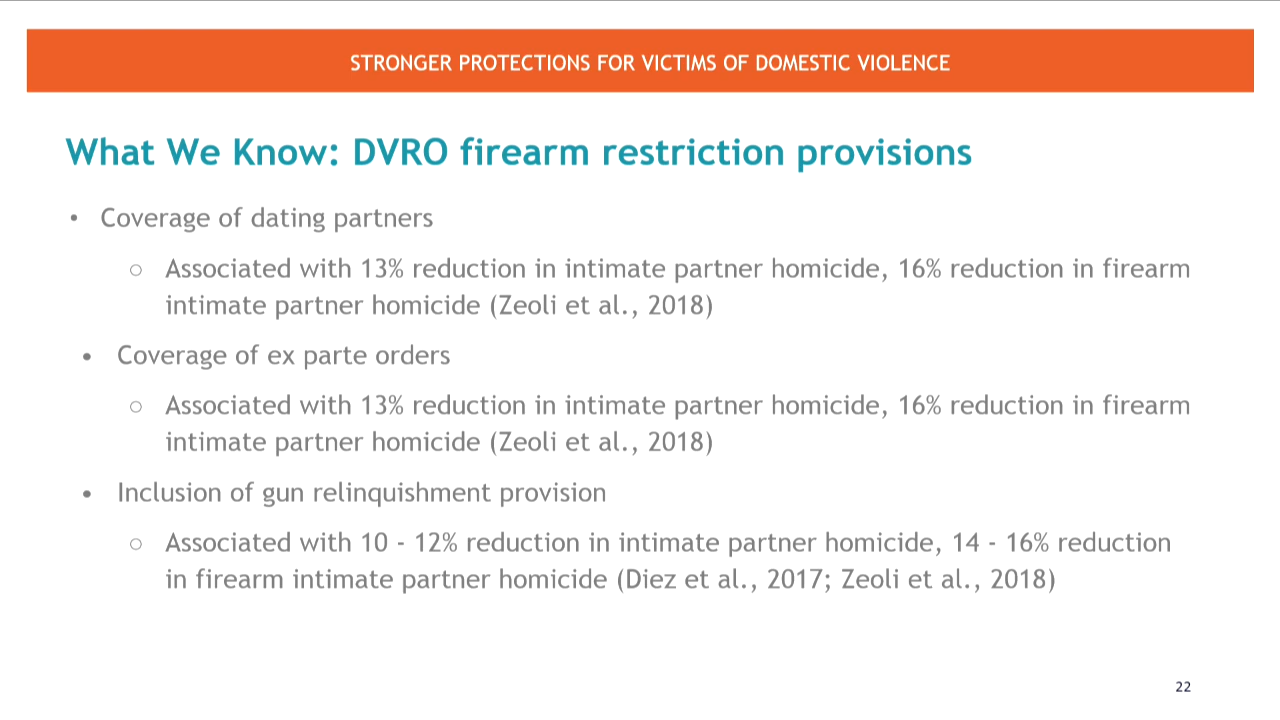 STRONGER PROTECTIONS FOR VICTIMS OF DOMESTIC VIOLENCE
What We Know: DVRO firearm restriction provisions
• Coverage of dating partners
○ Associated with 13% reduction in intimate partner homicide, 16% reduction in firearm
intimate partner homicide (Zeoli et al., 2018)
• Coverage of ex parte orders
○ Associated with 13% reduction in intimate partner homicide, 16% reduction in firearm
intimate partner homicide (Zeoli et al., 2018)
• Inclusion of gun relinquishment provision
○ Associated with 10 - 12% reduction in intimate partner homicide, 14 - 16% reduction
in firearm intimate partner homicide (Diez et al., 2017; Zeoli et al., 2018)
22